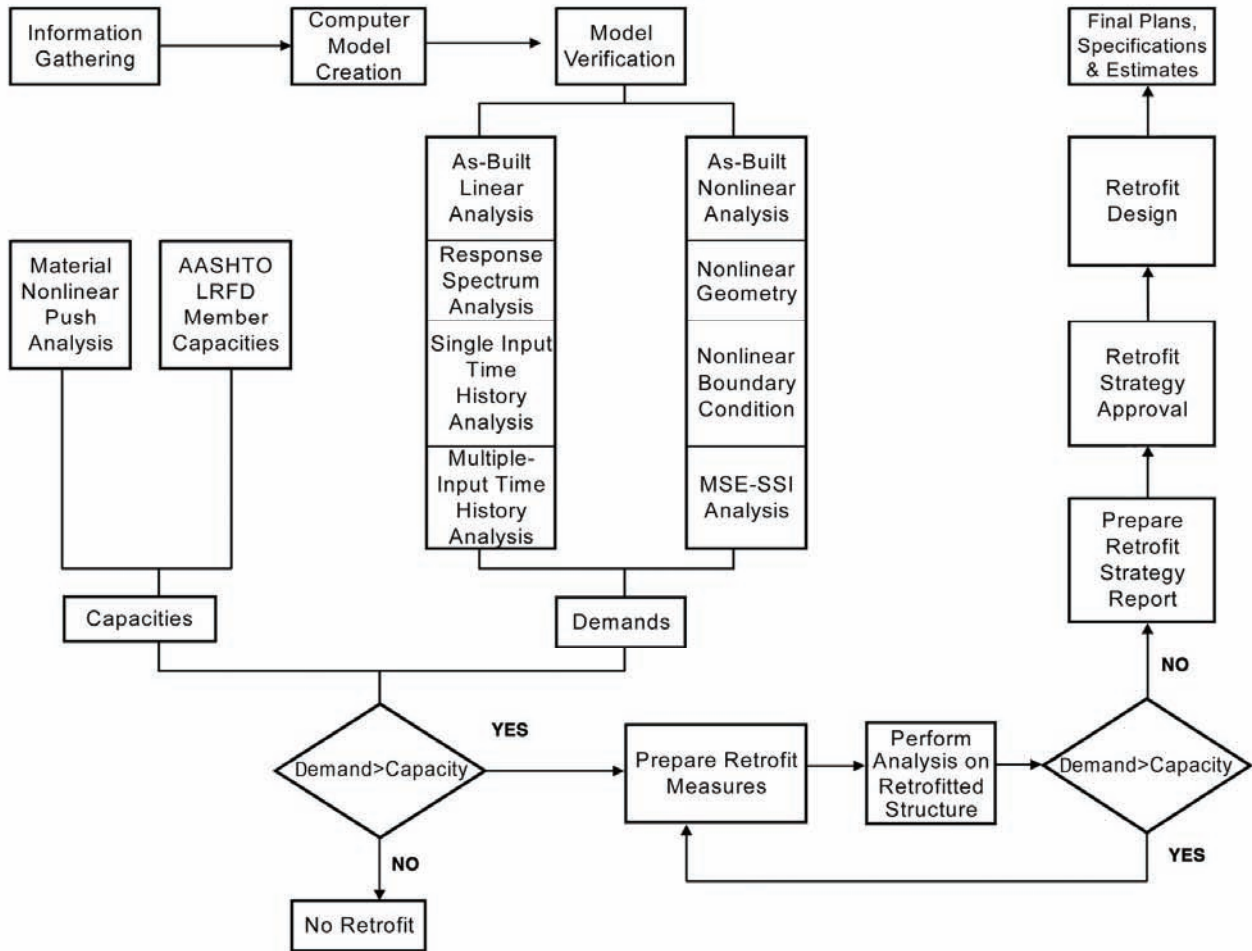 Information
Gathering
Computer
Model
Creation
Model
Verification
Final Plans,
Specifications
& Estimates
As-Built
Linear
Analysis
Response
Spectrum
Analysis
Single Input
Time
History
Analysis
Multiple-
Input Time
History
Analysis
As-Built
Nonlinear
Analysis
Nonlinear
Geometry
Nonlinear
Boundary
Condition
MSE-SSI
Analysis
Retrofit
Design
Material
Nonlinear
Push
Analysis
AASHTO
LRFD
Member
Capacities
Retrofit
Strategy
Approval
Prepare
Retrofit
Strategy
Report
Capacities
Demands
NO
YES
Demand>Capacity
Prepare Retrofit
Measures
Perform
Analysis on
Retrofitted
Structure
Demand>Capacity
YES
NO
No Retrofit